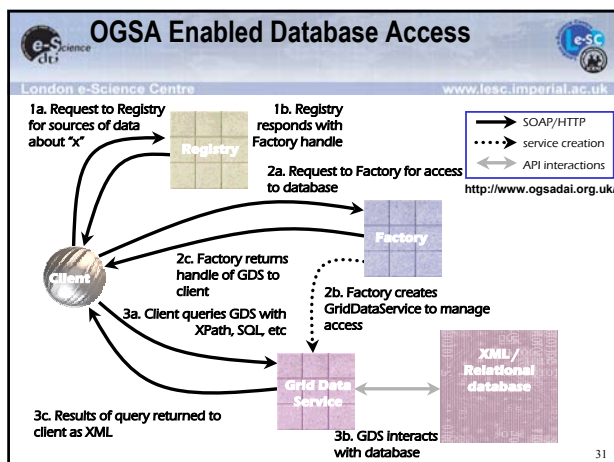 OGSA Enabled Database Access
e-Science
dti
Le-SC
London e-Science Centre
www.lesc.imperial.ac.uk
1a. Request to Registry
for sources of data
about “x”
1b. Registry
responds with
Factory handle
Registry
SOAP/HTTP
service creation
API interactions
http://www.ogsadai.org.uk/
2a. Request to Factory for access
to database
Factory
2c. Factory returns
handle of GDS to
client
Client
2b. Factory creates
GridDataService to manage
access
3a. Client queries GDS with
XPath, SQL, etc
XML /
Relational
database
Grid Data
Service
3c. Results of query returned to
client as XML
3b. GDS interacts
with database
31